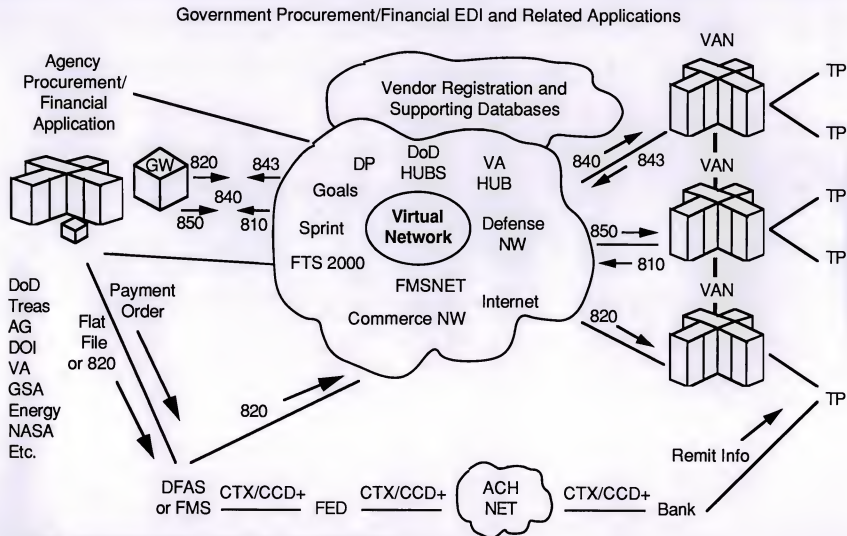 Government Procurement/Financial EDI and Related Applications
Agency
Procurement/
Financial
Application
Vendor Registration and
Supporting Databases
VAN
TP
TP
GW
820
843
840
850
810
DP
DoD
HUBS
VA
HUB
Goals
Sprint
Virtual
Network
Defense
NW
FTS 2000
FMSNET
Internet
Commerce NW
840
843
VAN
TP
TP
850
810
VAN
820
TP
DoD
Treas
AG
DOI
VA
GSA
Energy
NASA
Etc.
Payment
Order
Flat
File
or 820
820
Remit Info
DFAS
or FMS
CTX/CCD+
FED
CTX/CCD+
ACH
NET
CTX/CCD+
Bank